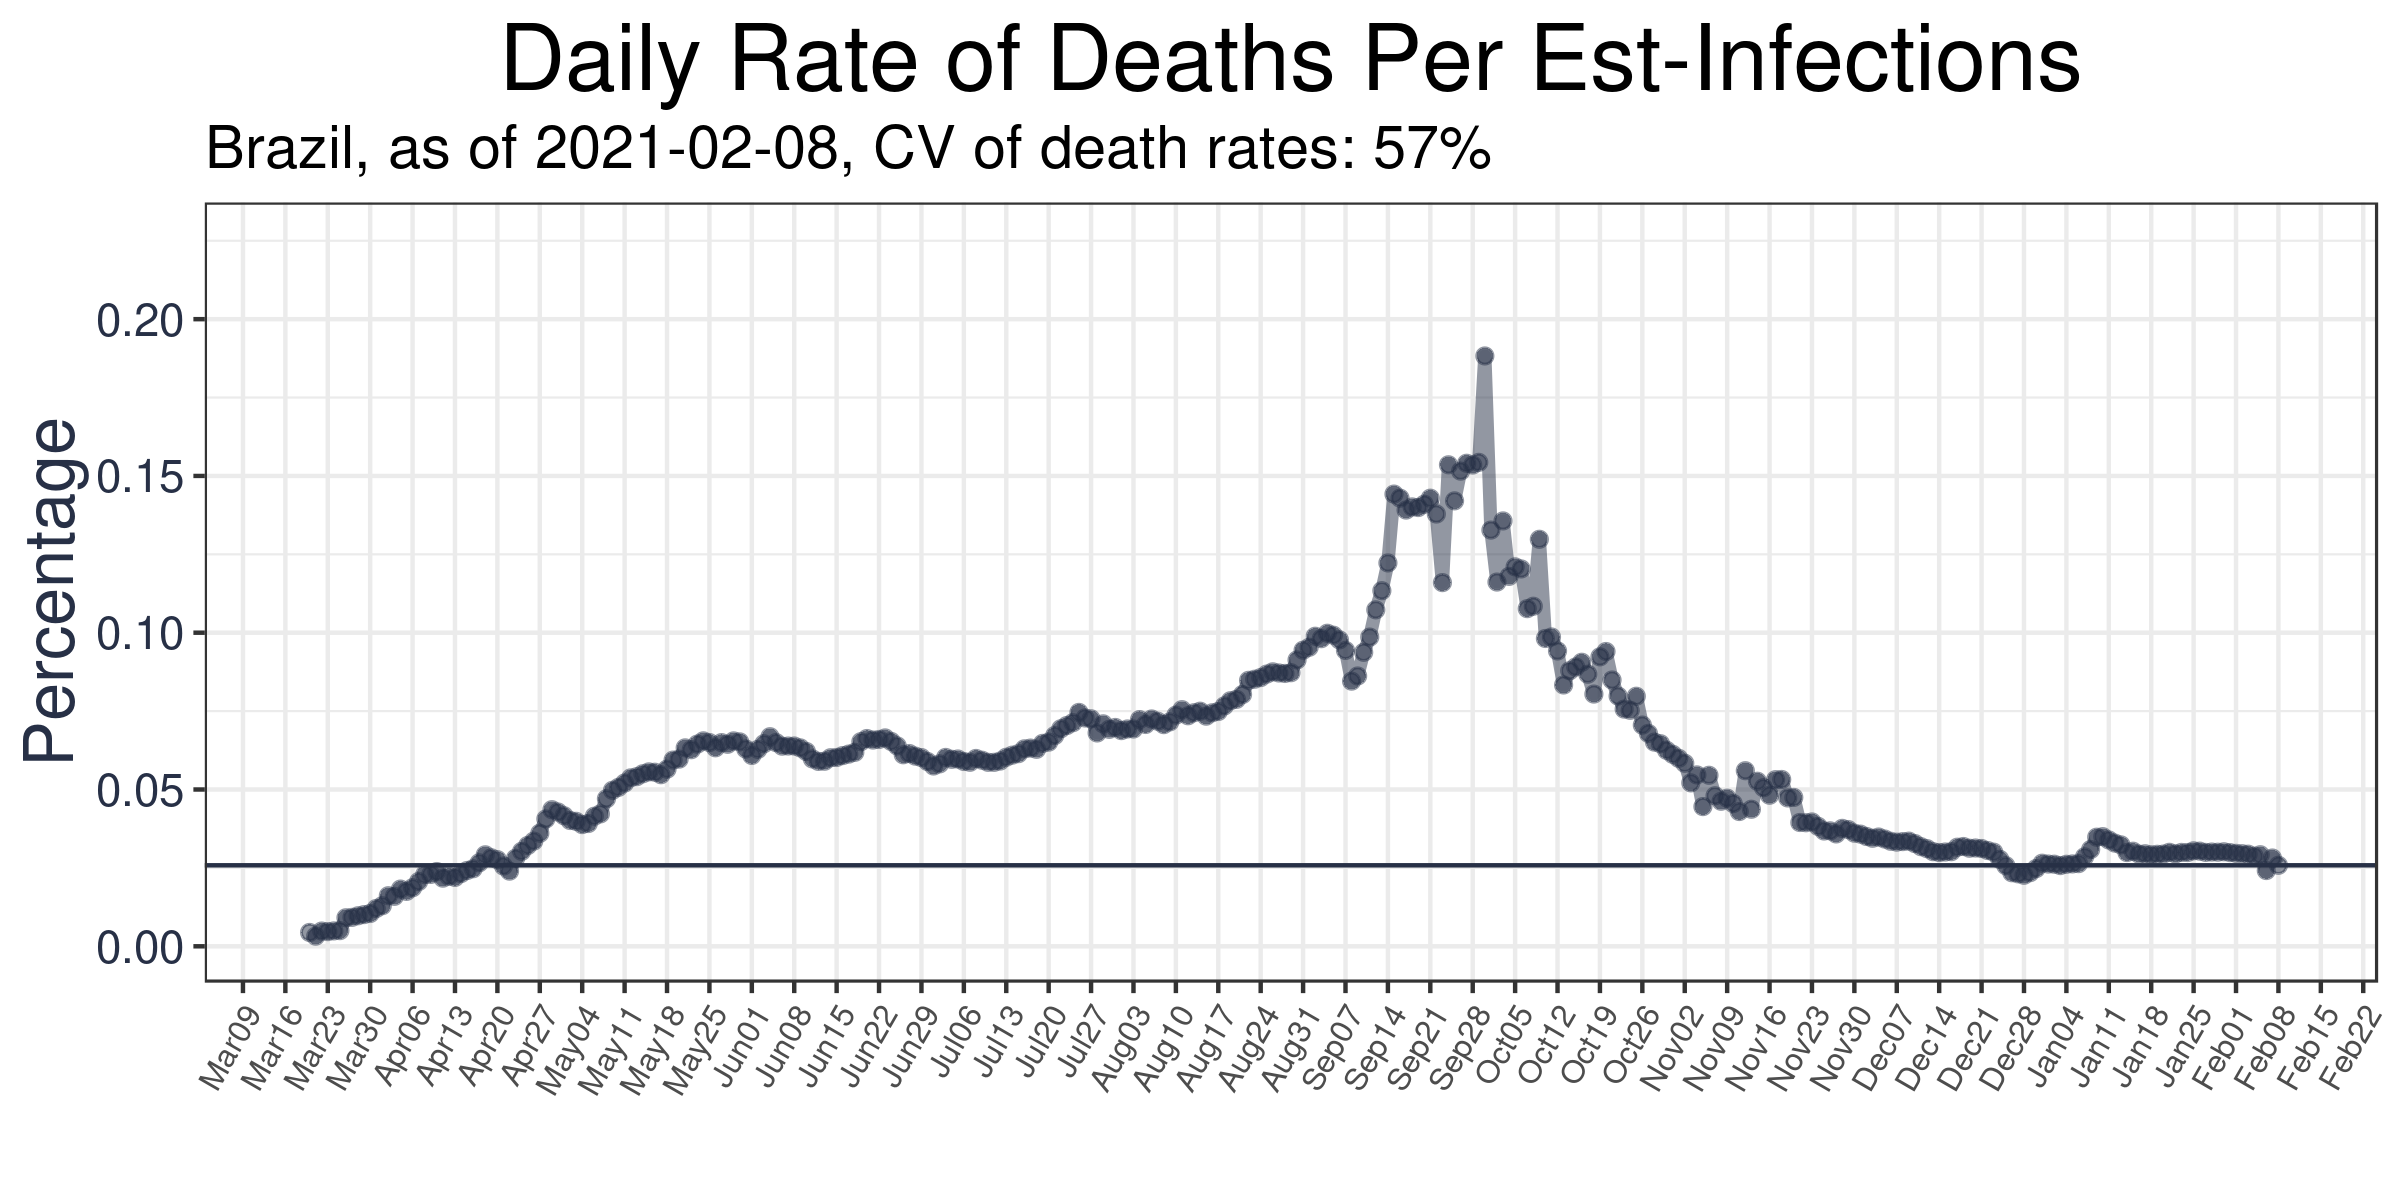 Daily Rate of Deaths Per Est-Infections
Brazil, as of 2021-02-08, CV of death rates: 57%
Percentage
0.20
0.15
0.10
0.05
0.00
Mar09 Mar16 Mar23 Mar30 Apr06 Apr13 Apr20 Apr27 May04 May11 May18 May25 Jun01 Jun08 Jun15 Jun22 Jun29 Jul06 Jul13 Jul20 Jul27 Aug03 Aug10 Aug17 Aug24 Aug31 Sep07 Sep14 Sep21 Sep28 Oct05 Oct12 Oct19 Oct26 Nov02 Nov09 Nov16 Nov23 Nov30 Dec07 Dec14 Dec21 Dec28 Jan04 Jan11 Jan18 Jan25 Feb01 Feb08 Feb15 Feb22